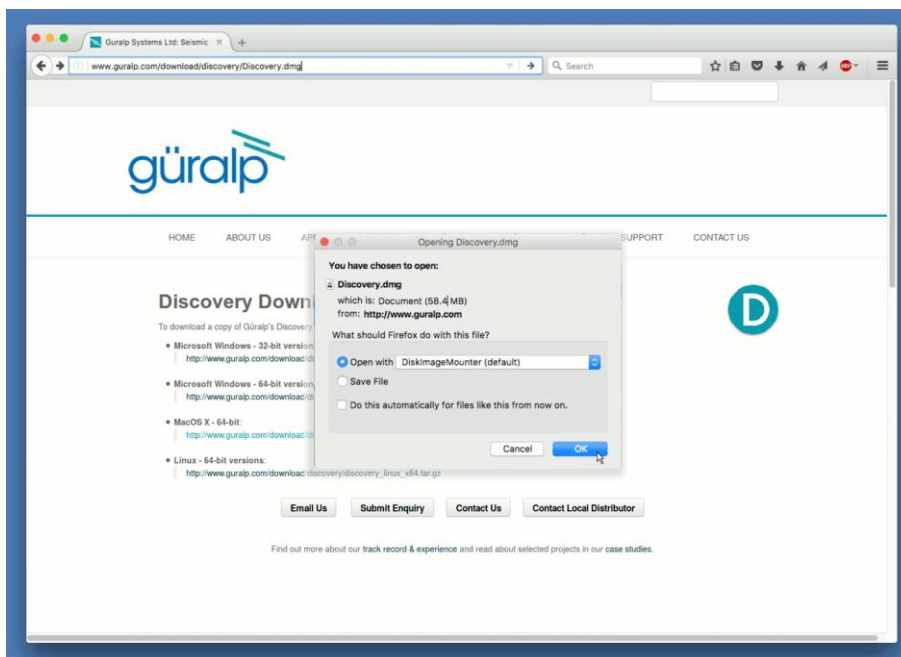 Guralp Systems Ltd: Seismic
www.guralp.com/download/discovery/Discovery.dmg
Search
ABP
güralp
HOME ABOUT US SUPPORT CONTACT US
Opening Discovery.dmg
You have chosen to open:
Discovery.dmg
which is: Document (58.4 MB)
from: http://www.guralp.com
What should Firefox do with this file?
Open with DiskImageMounter (default)
Save File
Do this automatically for files like this from now on.
Cancel OK
Discovery Down
D
To download a copy of Güralp's Discovery
• Microsoft Windows - 32-bit version
http://www.guralp.com/download/di
• Microsoft Windows - 64-bit version
http://www.guralp.com/download/di
• MacOS X - 64-bit:
http://www.guralp.com/download/di
• Linux - 64-bit versions:
http://www.guralp.com/download/discovery/discovery_linux_x64.tar.gz
Email Us Submit Enquiry Contact Us Contact Local Distributor
Find out more about our track record & experience and read about selected projects in our case studies.